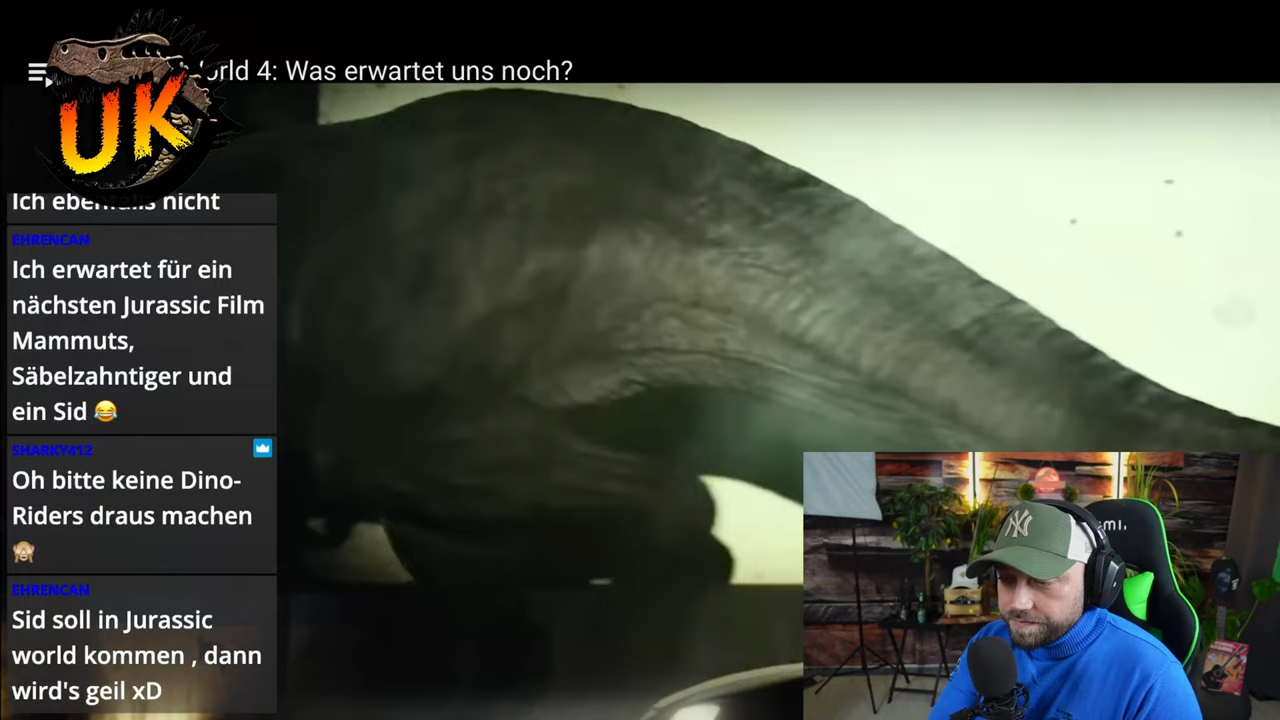 UK
rld 4: Was erwartet uns noch?
Ich ebenfalls nicht
EHRENCAN
Ich erwartet für ein
nächsten Jurassic Film
Mammuts,
Säbelzahntiger und
ein Sid 😂
SHARKY412
Oh bitte keine Dino-
Riders draus machen
🙈
EHRENCAN
Sid soll in Jurassic
world kommen , dann
wird's geil xD
NY